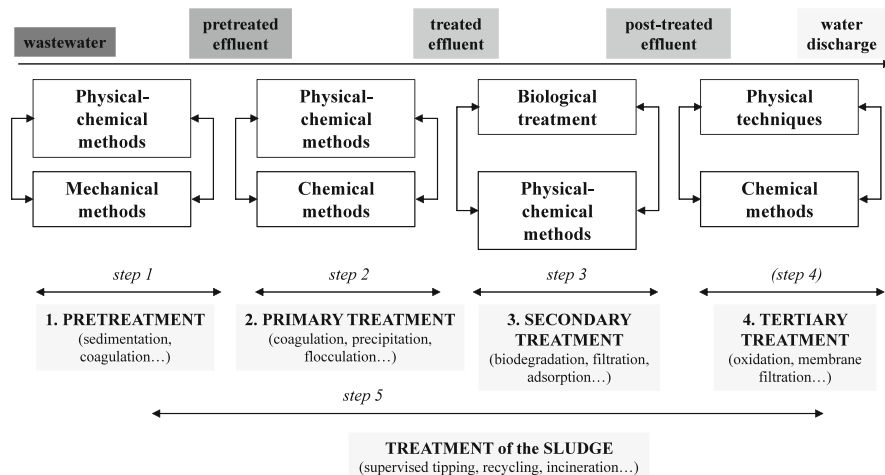 wastewater
pretreated
effluent
treated
effluent
post-treated
effluent
water
discharge
Physical-
chemical
methods
Mechanical
methods
Physical-
chemical
methods
Chemical
methods
Biological
treatment
Physical-
chemical
methods
Physical
techniques
Chemical
methods
step 1
step 2
step 3
(step 4)
1. PRETREATMENT
(sedimentation,
coagulation…)
2. PRIMARY TREATMENT
(coagulation, precipitation,
flocculation…)
3. SECONDARY
TREATMENT
(biodegradation, filtration,
adsorption…)
4. TERTIARY
TREATMENT
(oxidation, membrane
filtration…)
step 5
TREATMENT of the SLUDGE
(supervised tipping, recycling, incineration…)